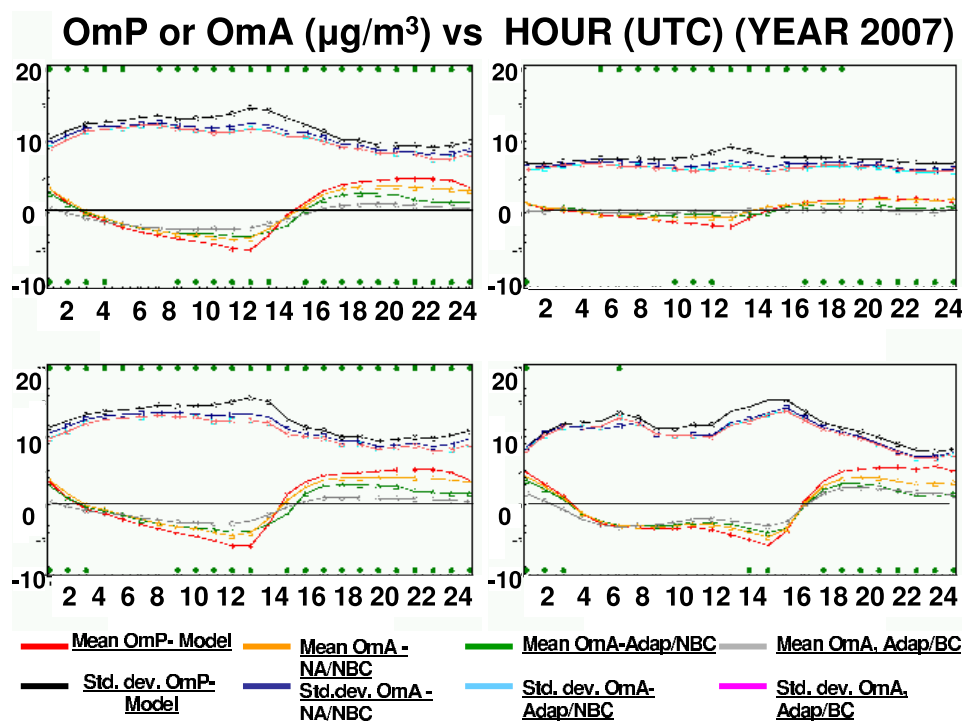 OmP or OmA (µg/m³) vs HOUR (UTC) (YEAR 2007)
20
10
0
-10
2 4 6 8 10 12 14 16 18 20 22 24
20
10
0
-10
2 4 6 8 10 12 14 16 18 20 22 24
20
10
0
-10
2 4 6 8 10 12 14 16 18 20 22 24
20
10
0
-10
2 4 6 8 10 12 14 16 18 20 22 24
Mean OmP- Model
Mean OmA -
NA/NBC
Mean OmA-Adap/NBC
Mean OmA, Adap/BC
Std. dev. OmP-
Model
Std.dev. OmA -
NA/NBC
Std. dev. OmA-
Adap/NBC
Std. dev. OmA,
Adap/BC